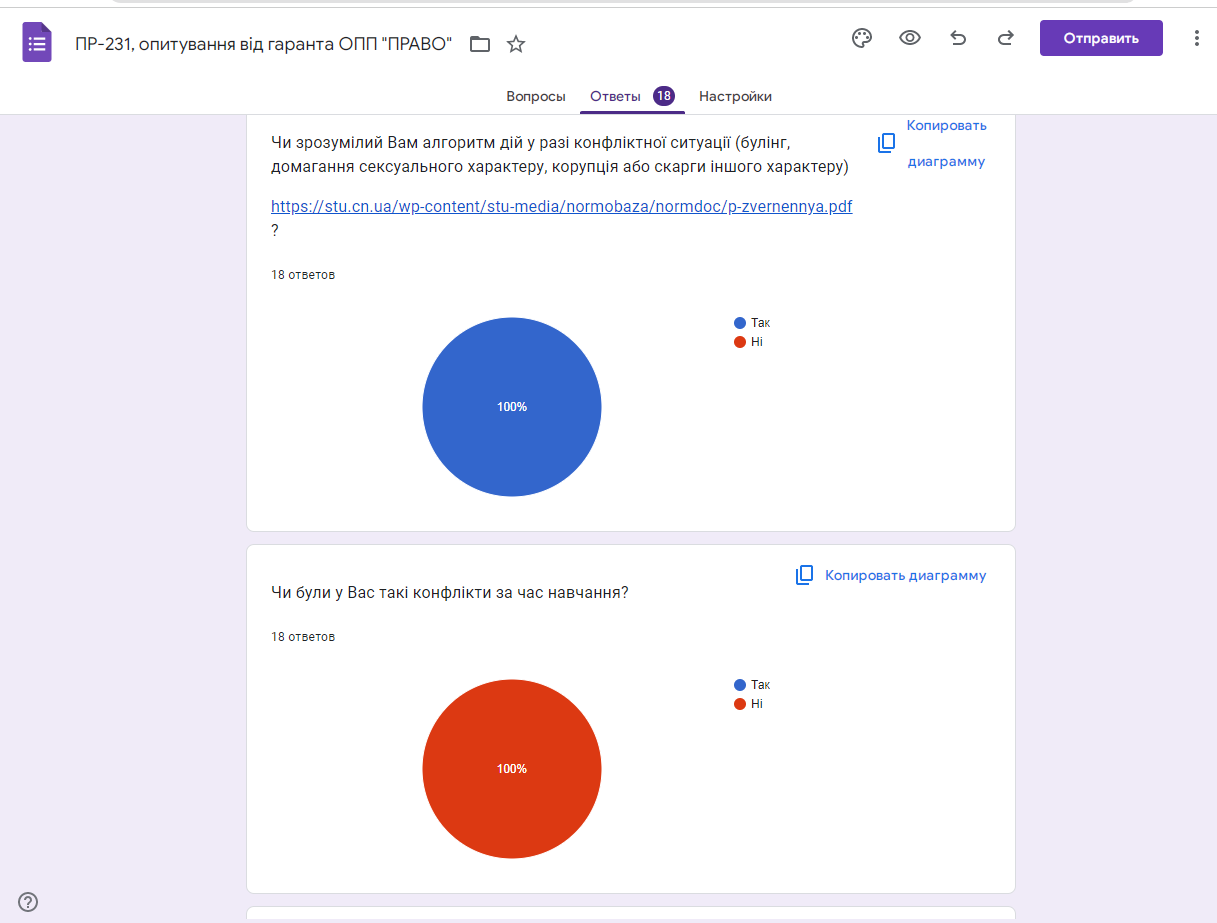 ПР-231, опитування від гаранта ОПП "ПРАВО"
Отправить
Вопросы
Ответы 18
Настройки
Чи зрозумілий Вам алгоритм дій у разі конфліктної ситуації (булінг,
домагання сексуального характеру, корупція або скарги іншого характеру)
Копировать
диаграмму
https://stu.cn.ua/wp-content/stu-media/normobaza/normdoc/p-zvernennya.pdf
?
18 ответов
Так
Ні
100%
Чи були у Вас такі конфлікти за час навчання?
Копировать диаграмму
18 ответов
Так
Ні
100%